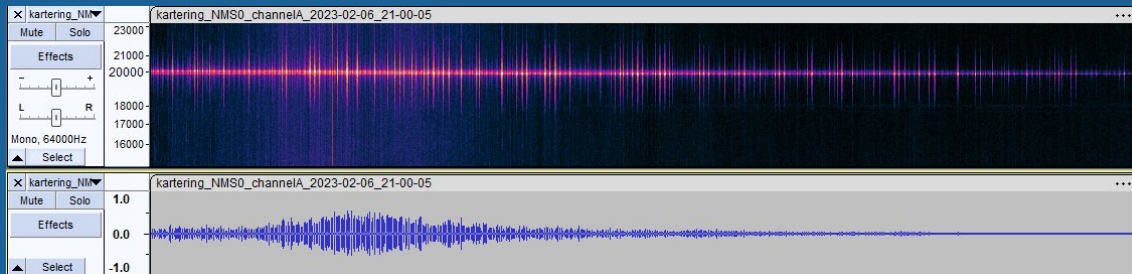 × kartering_NM▼ kartering_NMS0_channelA_2023-02-06_21-00-05 ...
Mute Solo
Effects
- +
L R
Mono, 64000Hz
▲ Select
23000
21000
20000
18000
17000
16000
× kartering_NM▼ kartering_NMS0_channelA_2023-02-06_21-00-05 ...
Mute Solo
Effects
▲ Select
1.0
0.0
-1.0